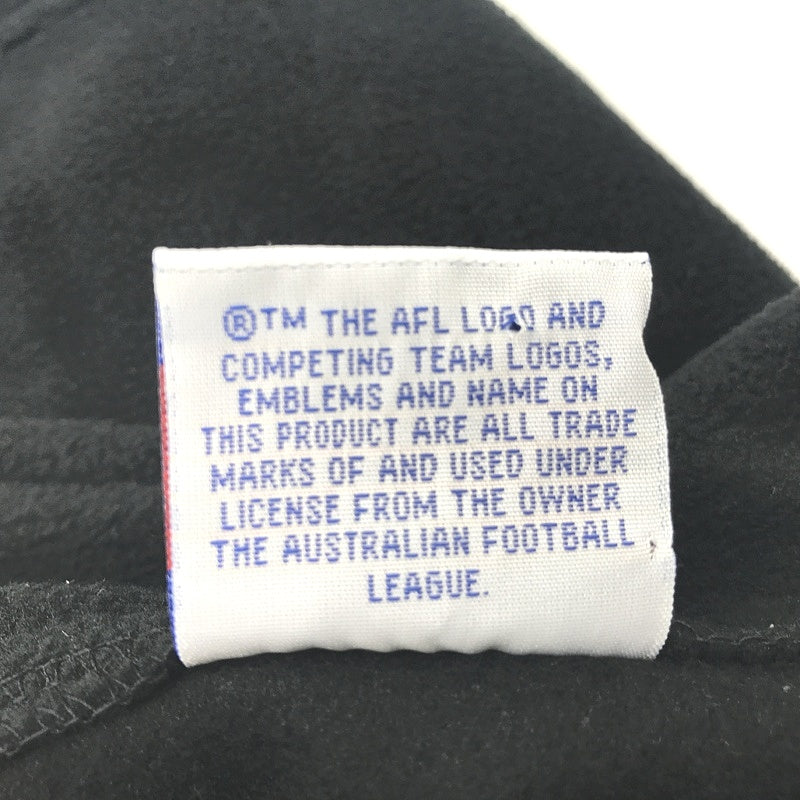 ®™ THE AFL LOGO AND
COMPETING TEAM LOGOS,
EMBLEMS AND NAME ON
THIS PRODUCT ARE ALL TRADE
MARKS OF AND USED UNDER
LICENSE FROM THE OWNER
THE AUSTRALIAN FOOTBALL
LEAGUE.